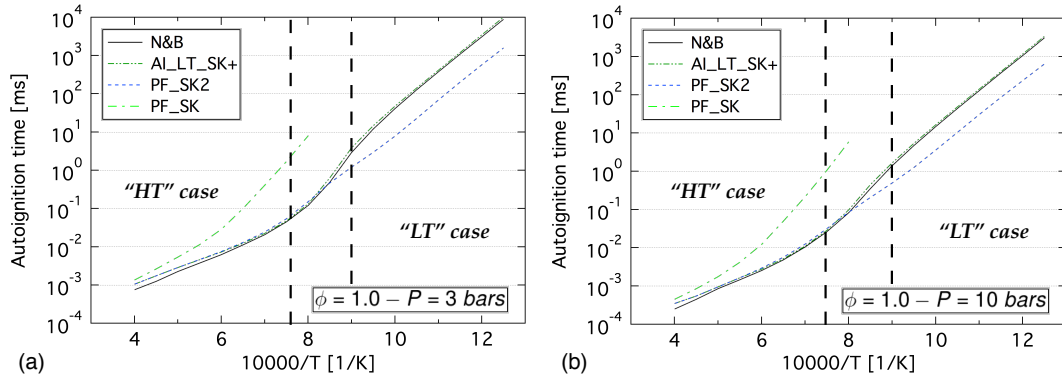 10^4
10^3
10^2
10^1
10^0
10^-1
10^-2
10^-3
10^-4
Autoignition time [ms]
N&B
AI_LT_SK+
PF_SK2
PF_SK
"HT" case
"LT" case
ϕ = 1.0 – P = 3 bars
4 6 8 10 12
10000/T [1/K]
(a)
10^4
10^3
10^2
10^1
10^0
10^-1
10^-2
10^-3
10^-4
Autoignition time [ms]
N&B
AI_LT_SK+
PF_SK2
PF_SK
"HT" case
"LT" case
ϕ = 1.0 – P = 10 bars
4 6 8 10 12
10000/T [1/K]
(b)